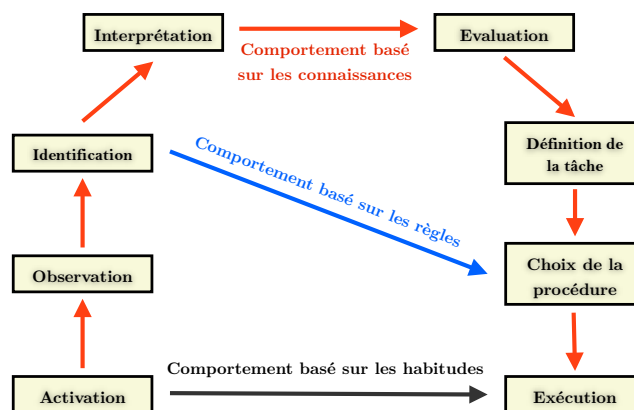 Interprétation
Comportement basé
sur les connaissances
Evaluation
Identification
Comportement basé sur les règles
Définition de
la tâche
Observation
Choix de la
procédure
Activation
Comportement basé sur les habitudes
Exécution